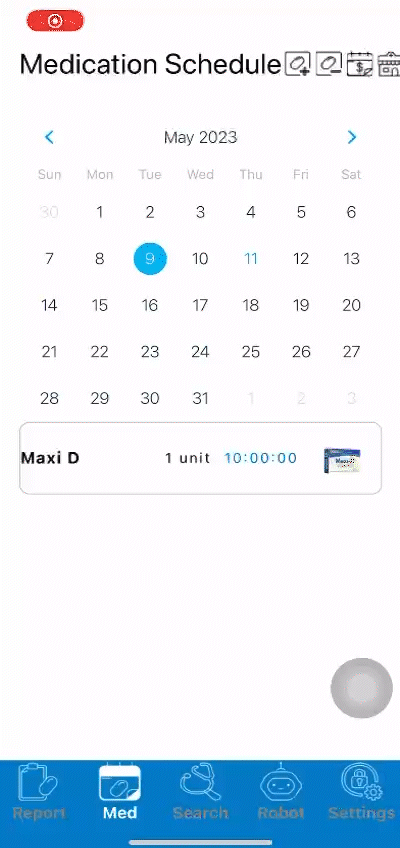 Medication Schedule
May 2023
Sun Mon Tue Wed Thu Fri Sat
30 1 2 3 4 5 6
7 8 9 10 11 12 13
14 15 16 17 18 19 20
21 22 23 24 25 26 27
28 29 30 31 1 2 3
Maxi D 1 unit 10:00:00
Report Med Search Robot Settings